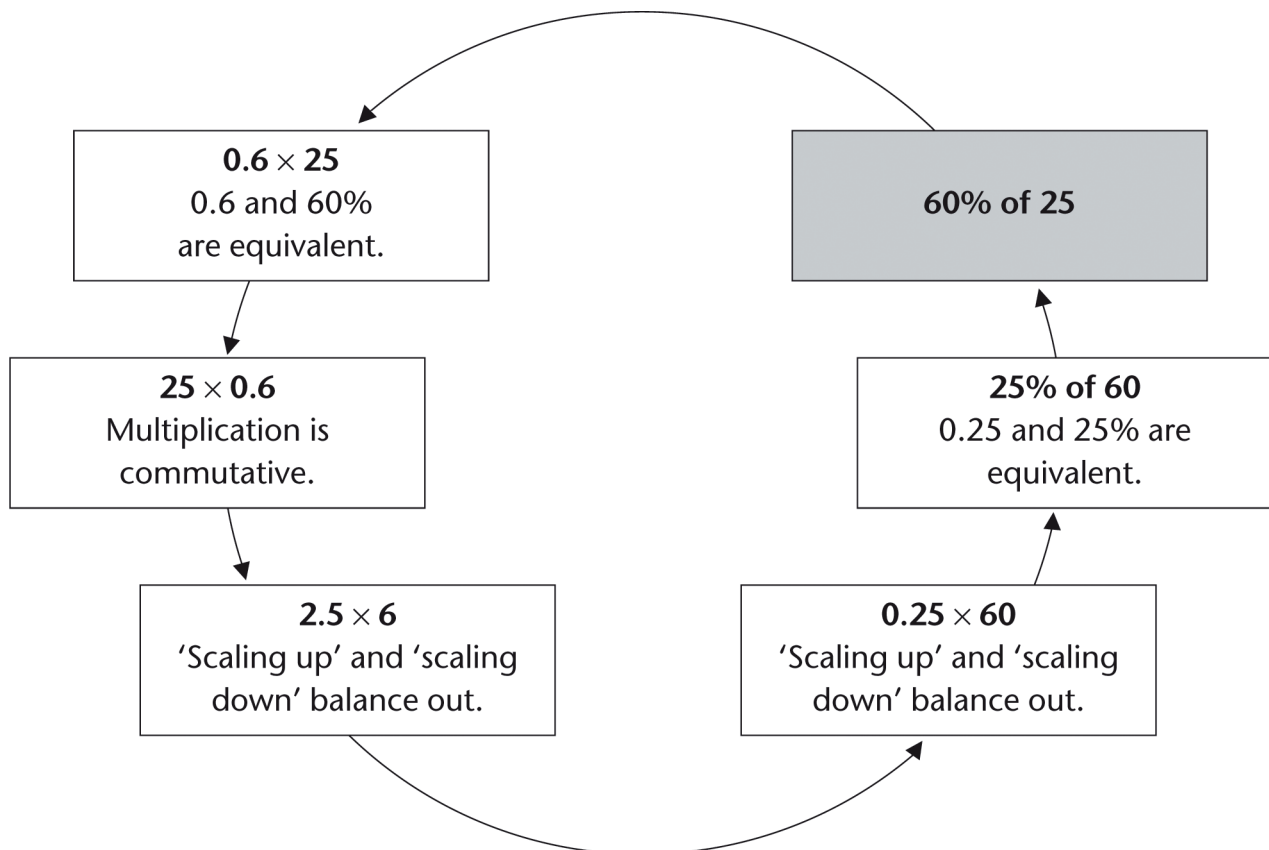 60% of 25
0.6 × 25
0.6 and 60%
are equivalent.
25 × 0.6
Multiplication is
commutative.
2.5 × 6
‘Scaling up’ and ‘scaling
down’ balance out.
0.25 × 60
‘Scaling up’ and ‘scaling
down’ balance out.
25% of 60
0.25 and 25% are
equivalent.